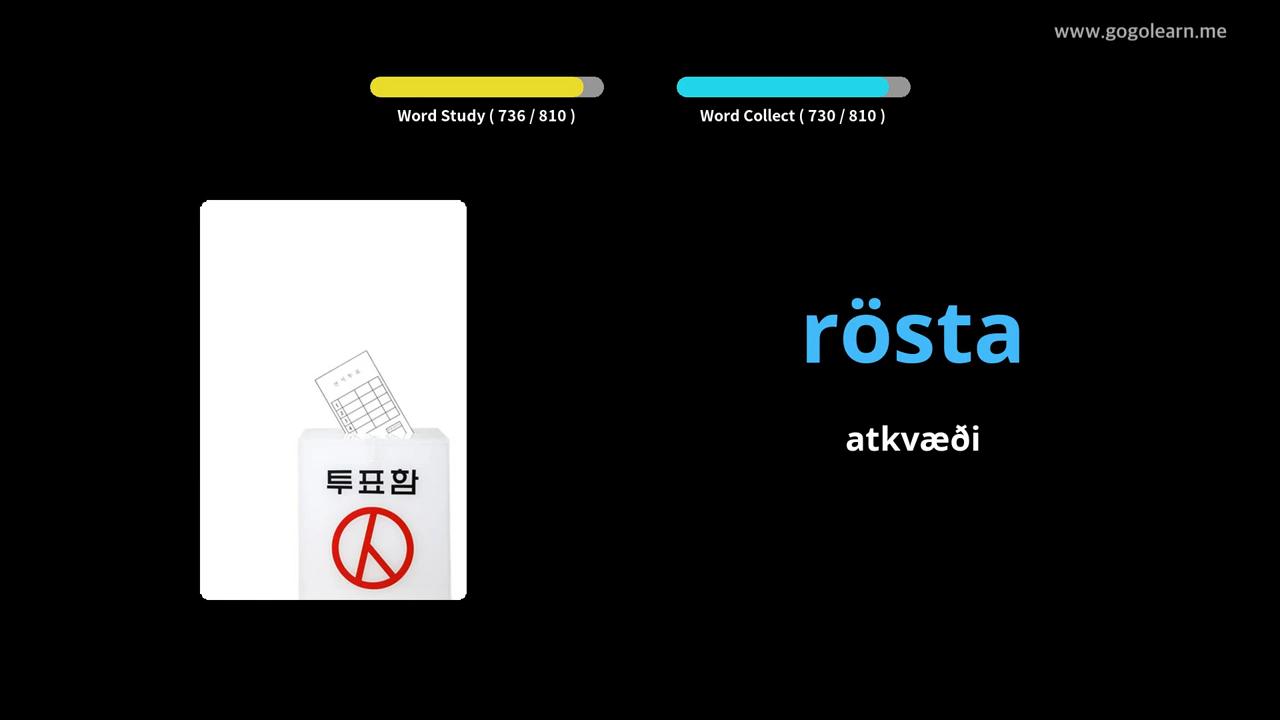 www.gogolearn.me
Word Study ( 736 / 810 )
Word Collect ( 730 / 810 )
rösta
atkvæði
투표함